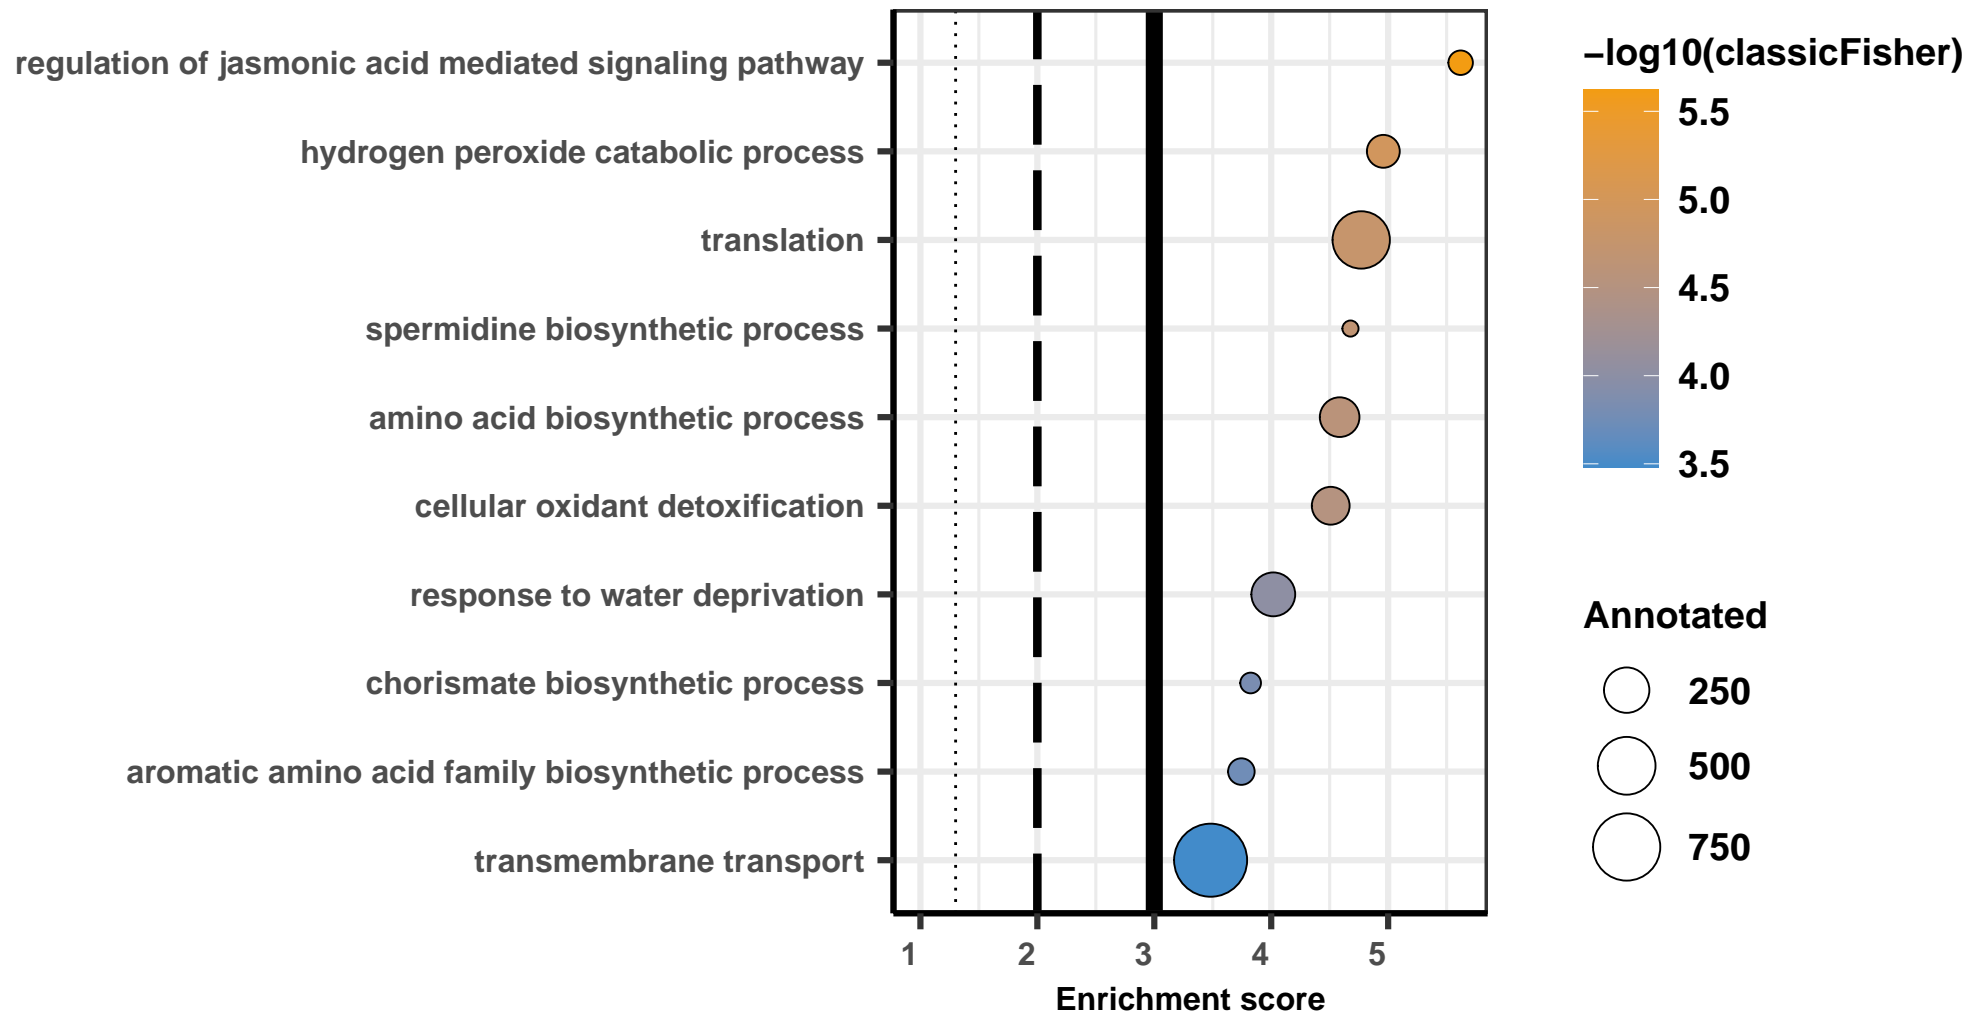 regulation of jasmonic acid mediated signaling pathway
hydrogen peroxide catabolic process
translation
spermidine biosynthetic process
amino acid biosynthetic process
cellular oxidant detoxification
response to water deprivation
chorismate biosynthetic process
aromatic amino acid family biosynthetic process
transmembrane transport
1 2 3 4 5
Enrichment score
−log10(classicFisher)
5.5
5.0
4.5
4.0
3.5
Annotated
250
500
750